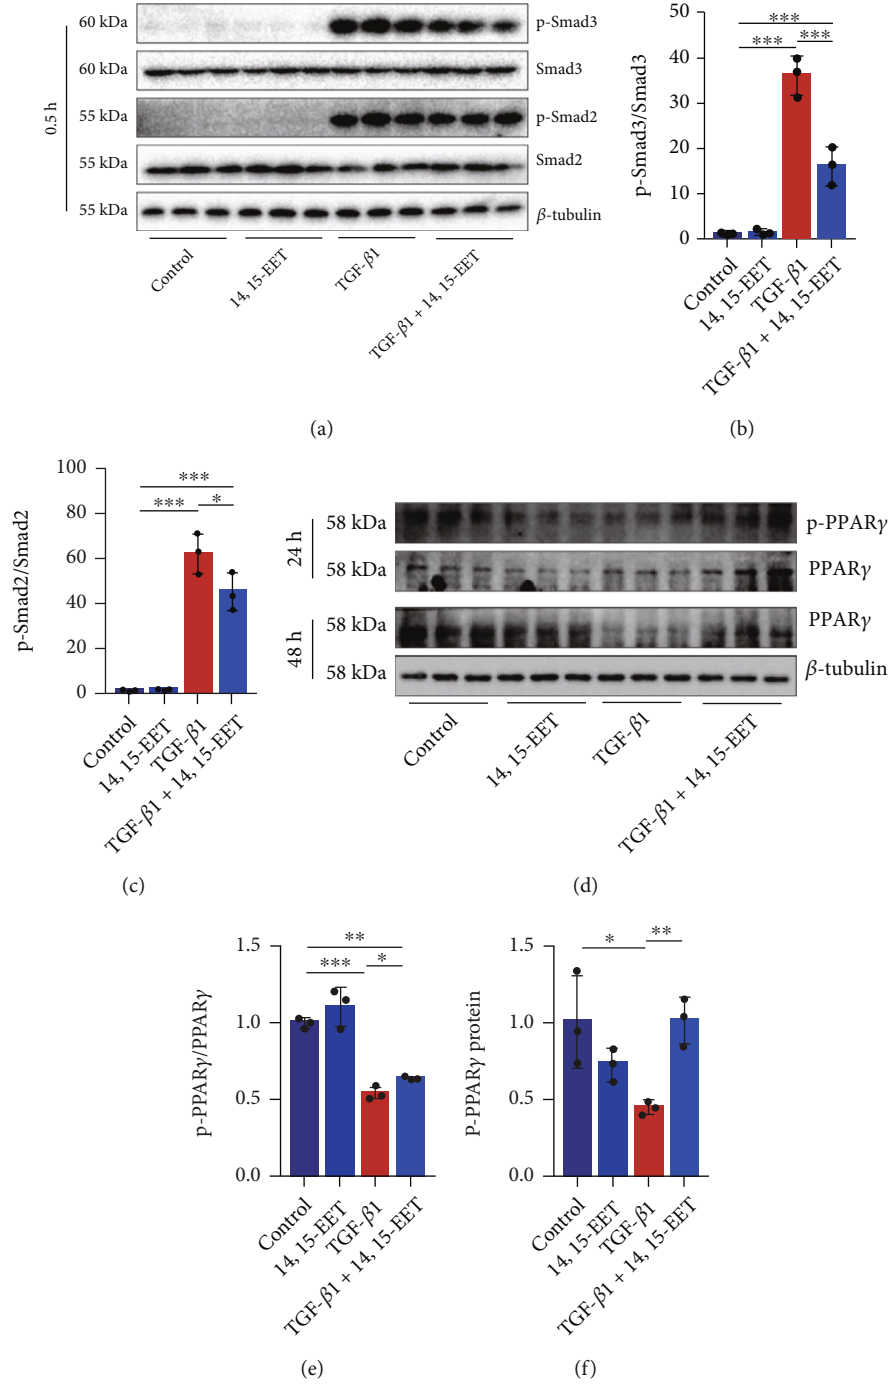 0.5 h
60 kDa
p-Smad3
60 kDa
Smad3
55 kDa
p-Smad2
55 kDa
Smad2
55 kDa
β-tubulin
Control
14, 15-EET
TGF-β1
TGF-β1 + 14, 15-EET
(a)
p-Smad3/Smad3
50
40
30
20
10
0
***
***
***
Control
14, 15-EET
TGF-β1
TGF-β1 + 14, 15-EET
(b)
p-Smad2/Smad2
100
80
60
40
20
0
***
***
*
Control
14, 15-EET
TGF-β1
TGF-β1 + 14, 15-EET
(c)
24 h
58 kDa
p-PPARγ
58 kDa
PPARγ
48 h
58 kDa
PPARγ
58 kDa
β-tubulin
Control
14, 15-EET
TGF-β1
TGF-β1 + 14, 15-EET
(d)
p-PPARγ/PPARγ
1.5
1.0
0.5
0.0
**
***
*
Control
14, 15-EET
TGF-β1
TGF-β1 + 14, 15-EET
(e)
P-PPARγ protein
1.5
1.0
0.5
0.0
*
**
Control
14, 15-EET
TGF-β1
TGF-β1 + 14, 15-EET
(f)